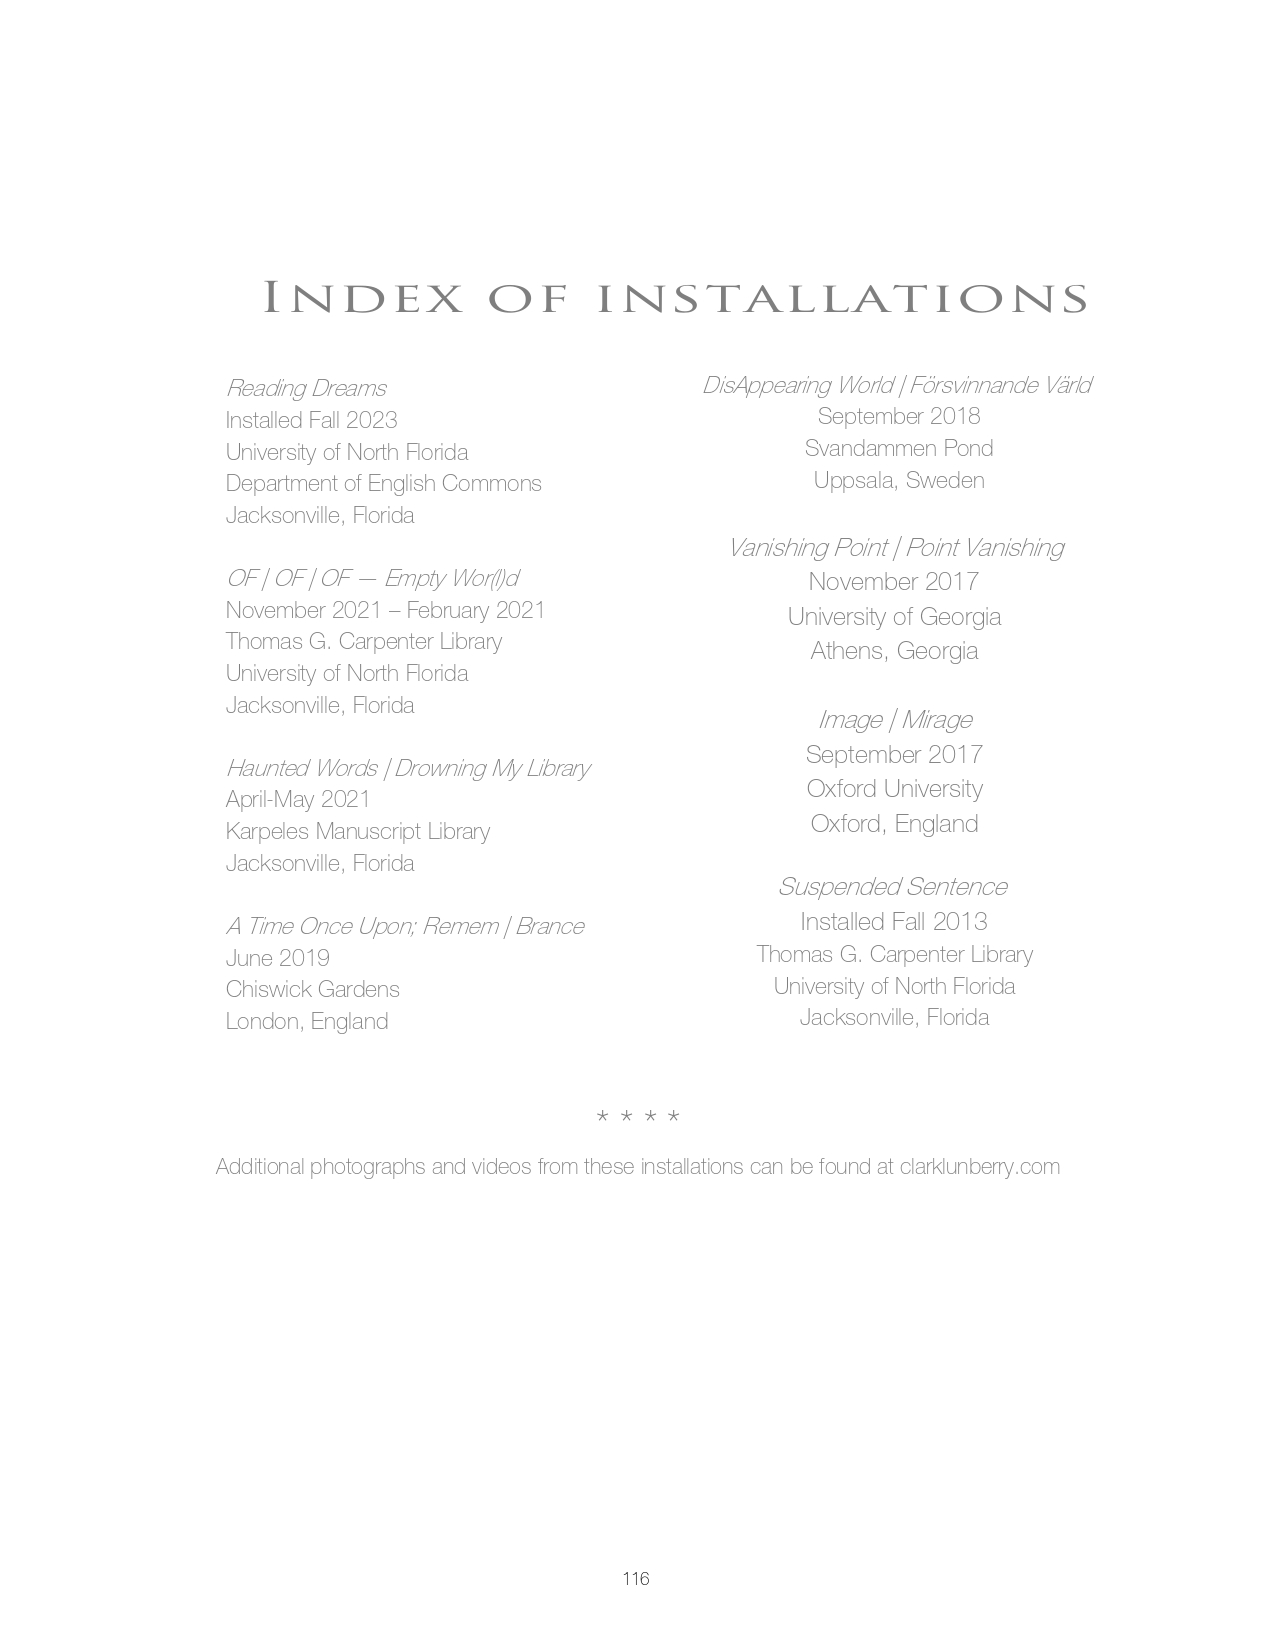 Index of installations
Reading Dreams
Installed Fall 2023
University of North Florida
Department of English Commons
Jacksonville, Florida
OF | OF | OF — Empty Wor(l)d
November 2021 – February 2021
Thomas G. Carpenter Library
University of North Florida
Jacksonville, Florida
Haunted Words | Drowning My Library
April-May 2021
Karpeles Manuscript Library
Jacksonville, Florida
A Time Once Upon; Remem | Brance
June 2019
Chiswick Gardens
London, England
DisAppearing World | Försvinnande Värld
September 2018
Svandammen Pond
Uppsala, Sweden
Vanishing Point | Point Vanishing
November 2017
University of Georgia
Athens, Georgia
Image | Mirage
September 2017
Oxford University
Oxford, England
Suspended Sentence
Installed Fall 2013
Thomas G. Carpenter Library
University of North Florida
Jacksonville, Florida
* * * *
Additional photographs and videos from these installations can be found at clarklunberry.com
116